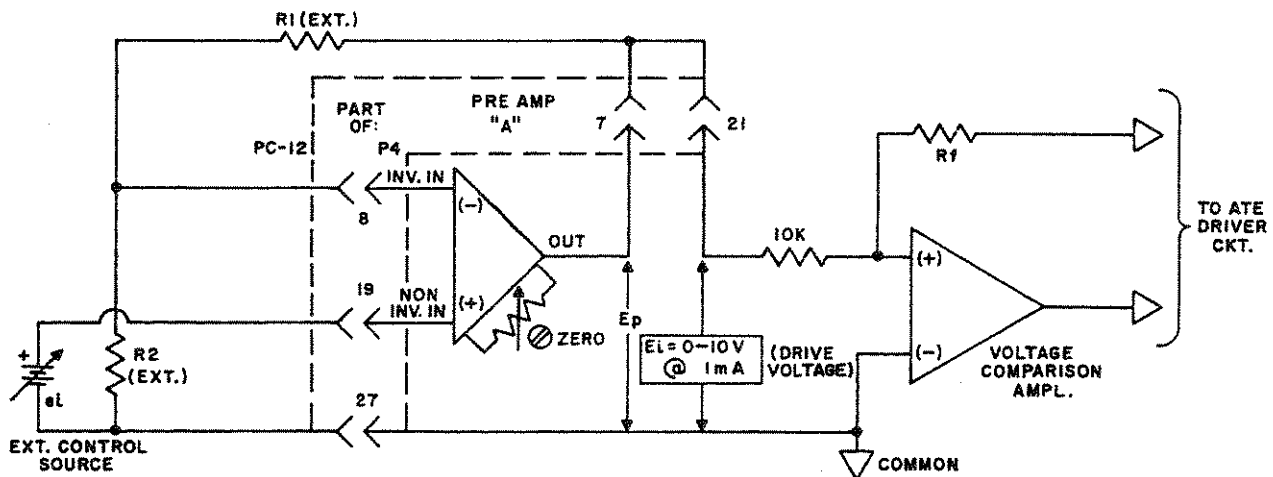 R1 (EXT.)
PART
OF:
PRE AMP
"A"
7
21
PC-12
P4
INV. IN
(-)
8
OUT
Rf
TO ATE
DRIVER
CKT.
10K
(+)
19
NON
INV. IN
(+)
ZERO
Ep
Ei = 0-10V
@ 1mA
(DRIVE
VOLTAGE)
(-)
VOLTAGE
COMPARISON
AMPL.
+
ei
R2
(EXT.)
27
EXT. CONTROL
SOURCE
COMMON